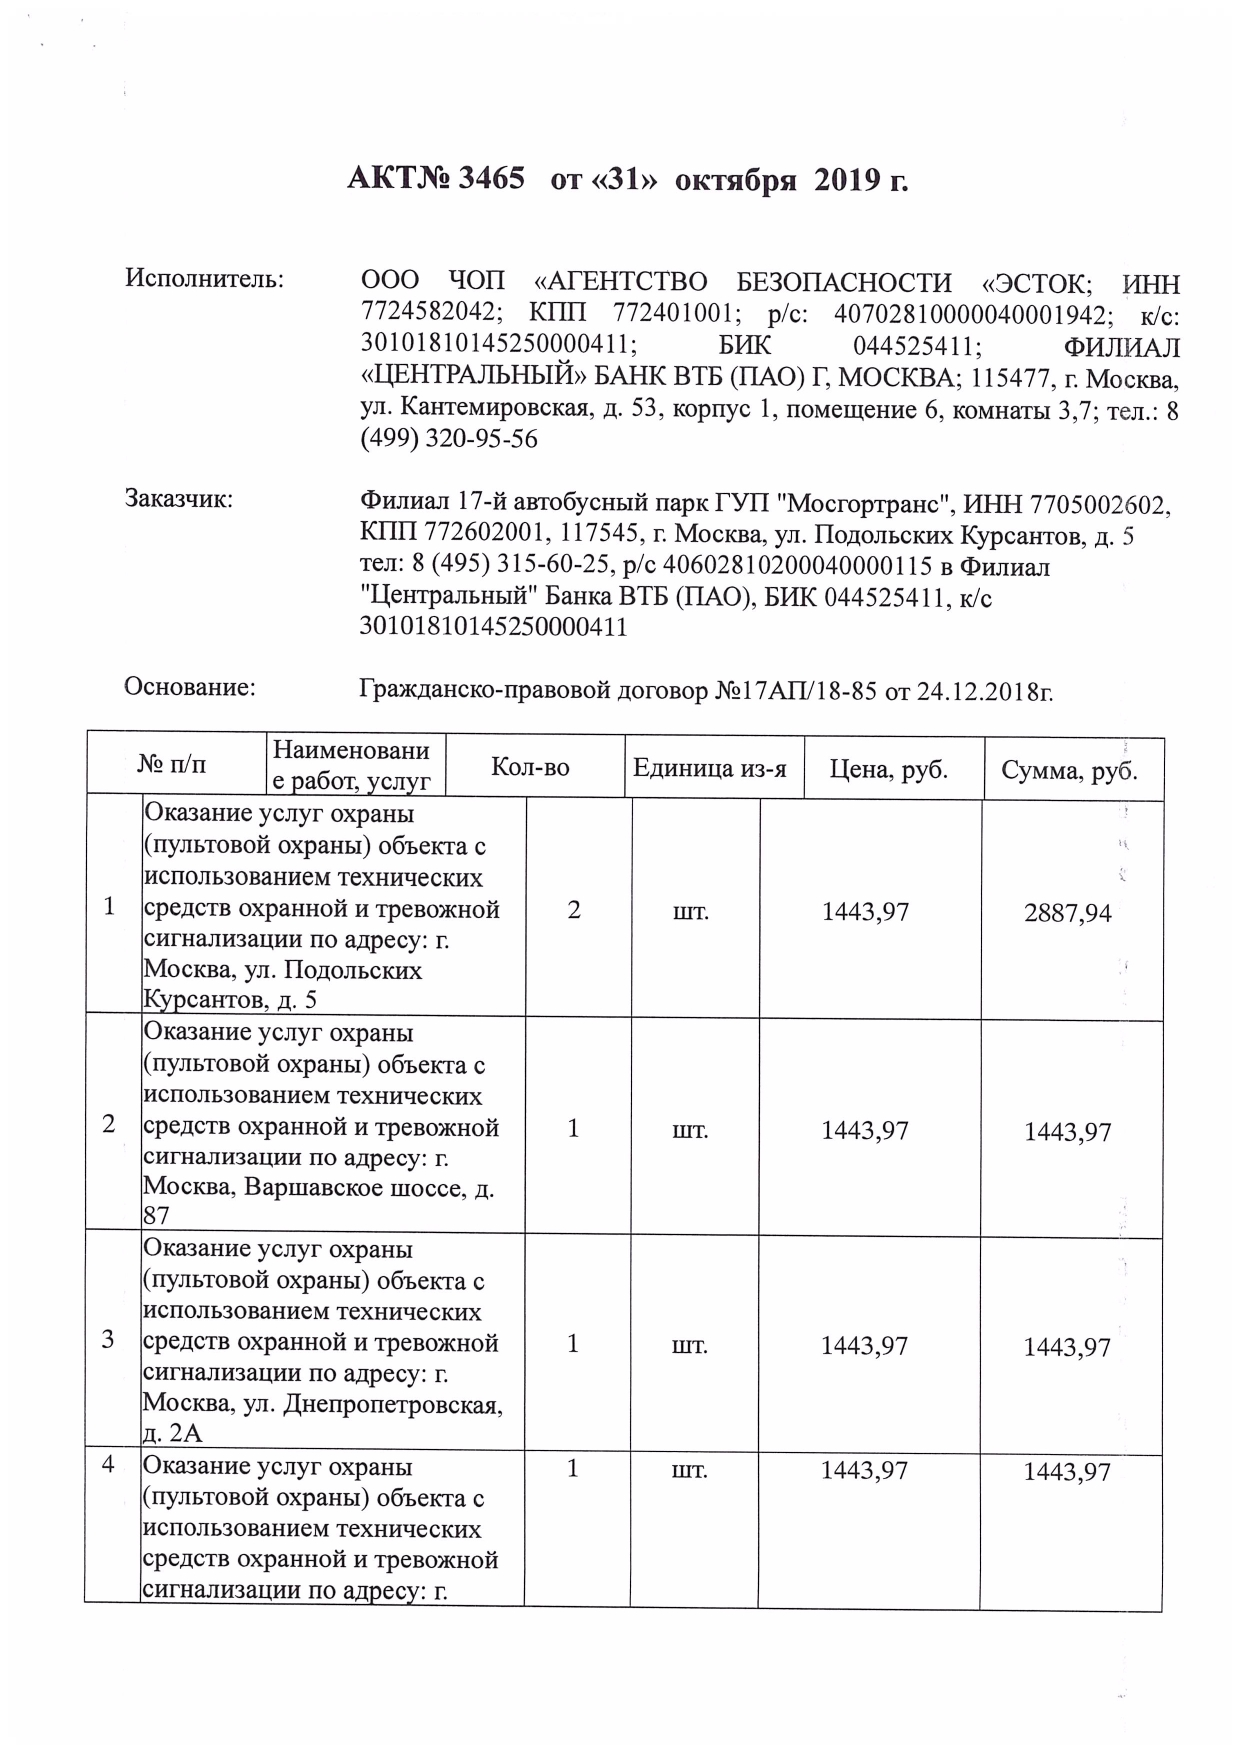 АКТ№ 3465 от «31» октября 2019 г.
Исполнитель:
ООО ЧОП «АГЕНТСТВО БЕЗОПАСНОСТИ «ЭСТОК; ИНН
7724582042; КПП 772401001; р/с: 40702810000040001942; к/с:
30101810145250000411; БИК 044525411; ФИЛИАЛ
«ЦЕНТРАЛЬНЫЙ» БАНК ВТБ (ПАО) Г, МОСКВА; 115477, г. Москва,
ул. Кантемировская, д. 53, корпус 1, помещение 6, комнаты 3,7; тел.: 8
(499) 320-95-56
Заказчик:
Филиал 17-й автобусный парк ГУП "Мосгортранс", ИНН 7705002602,
КПП 772602001, 117545, г. Москва, ул. Подольских Курсантов, д. 5
тел: 8 (495) 315-60-25, р/с 40602810200040000115 в Филиал
"Центральный" Банка ВТБ (ПАО), БИК 044525411, к/с
30101810145250000411
Основание:
Гражданско-правовой договор №17АП/18-85 от 24.12.2018г.
№ п/п
Наименовани
е работ, услуг
Кол-во
Единица из-я
Цена, руб.
Сумма, руб.
1
Оказание услуг охраны
(пультовой охраны) объекта с
использованием технических
средств охранной и тревожной
сигнализации по адресу: г.
Москва, ул. Подольских
Курсантов, д. 5
2
шт.
1443,97
2887,94
2
Оказание услуг охраны
(пультовой охраны) объекта с
использованием технических
средств охранной и тревожной
сигнализации по адресу: г.
Москва, Варшавское шоссе, д.
87
1
шт.
1443,97
1443,97
3
Оказание услуг охраны
(пультовой охраны) объекта с
использованием технических
средств охранной и тревожной
сигнализации по адресу: г.
Москва, ул. Днепропетровская,
д. 2А
1
шт.
1443,97
1443,97
4
Оказание услуг охраны
(пультовой охраны) объекта с
использованием технических
средств охранной и тревожной
сигнализации по адресу: г.
1
шт.
1443,97
1443,97